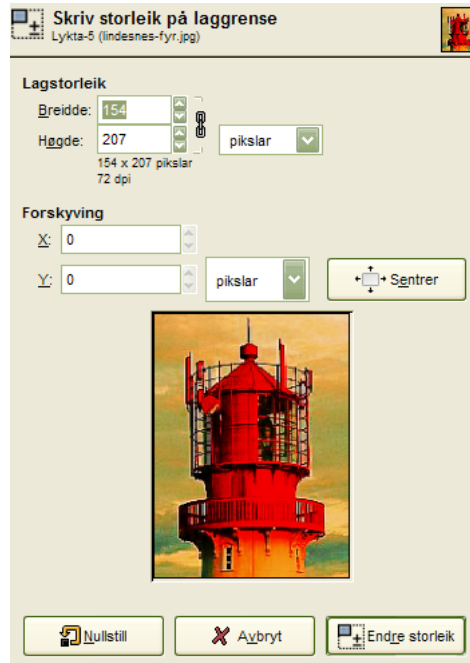 Skriv storleik på laggrense
Lykta-5 (lindesnes-fyr.jpg)
Lagstorleik
Breidde: 154
Høgde: 207 pikslar
154 x 207 pikslar
72 dpi
Forskyving
X: 0
Y: 0 pikslar Sentrer
Nullstill Avbryt Endre storleik